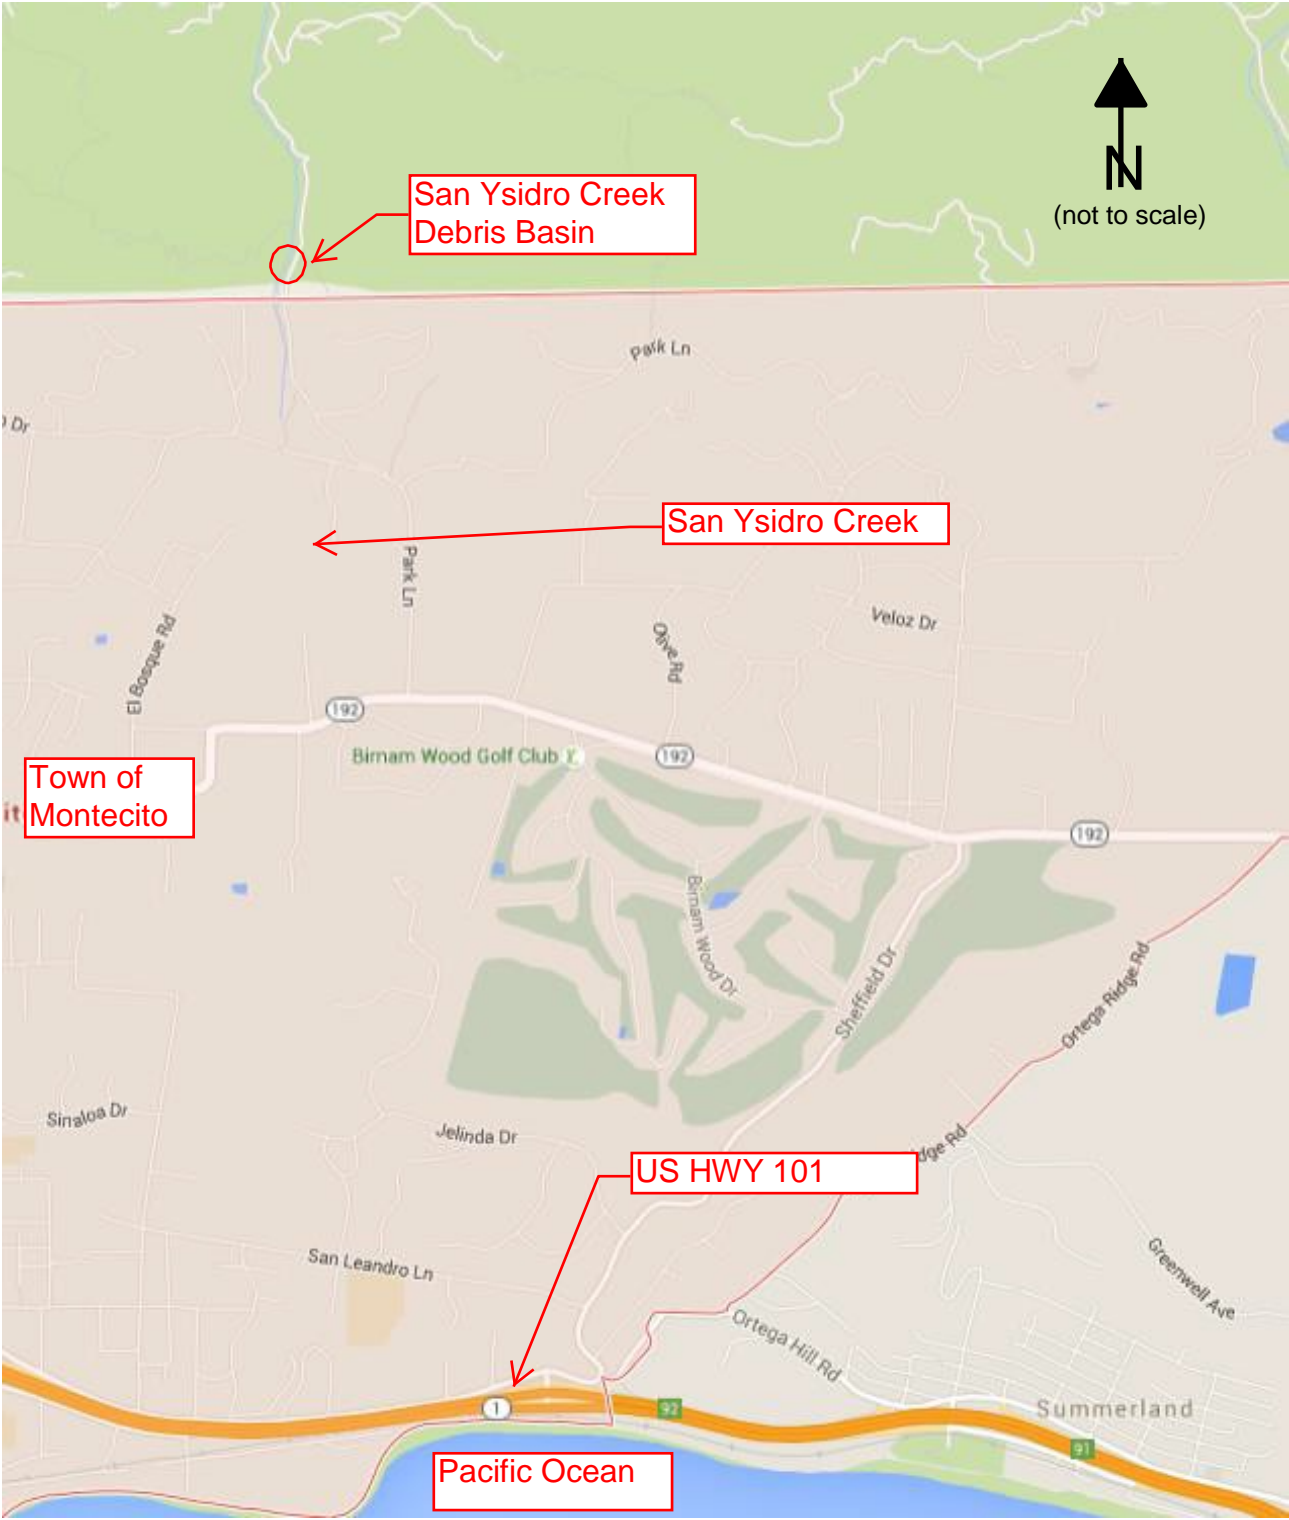 San Ysidro Creek
Debris Basin
N
(not to scale)
Park Ln
Dr
San Ysidro Creek
Park Ln
El Bosque Rd
Olive Rd
Veloz Dr
192
Birnam Wood Golf Club
192
Town of
Montecito
it
192
Birnam Wood Dr
Sheffield Dr
Ortega Ridge Rd
Sinaloa Dr
Jelinda Dr
idge Rd
US HWY 101
San Leandro Ln
Greenwell Ave
Ortega Hill Rd
1
92
Summerland
91
Pacific Ocean